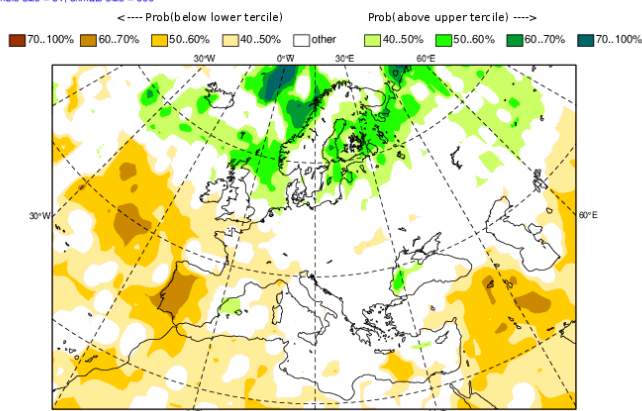 <---- Prob(below lower tercile)
Prob(above upper tercile) ---->
70..100% 60..70% 50..60% 40..50% other 40..50% 50..60% 60..70% 70..100%
30°W 0°W 30°E 60°E
30°W 60°E